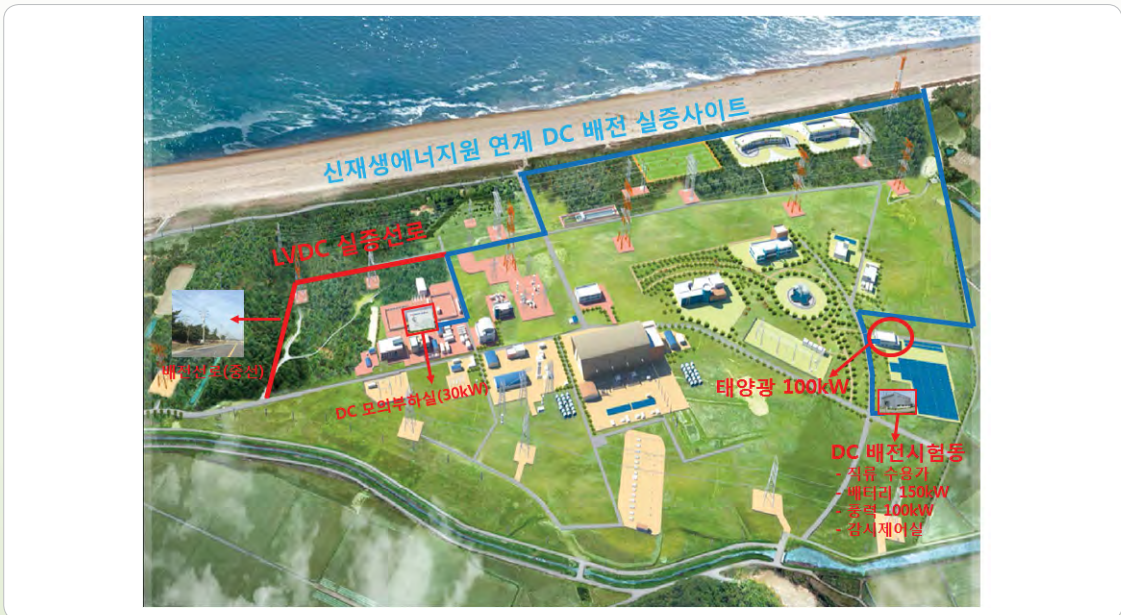 신재생에너지원 연계 DC 배전 실증사이트
LVDC 실증선로
배전선로(증설)
DC 모의부하실(30kW)
태양광 100kW
DC 배전시험동
- 직류 수용가
- 배터리 150kW
- 풍력 100kW
- 감시제어실